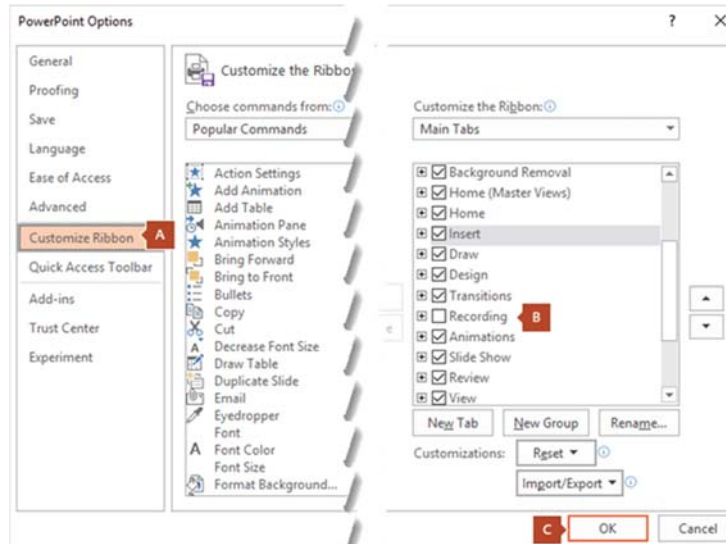 PowerPoint Options
?
General
Proofing
Save
Language
Ease of Access
Advanced
Customize Ribbon
A
Quick Access Toolbar
Add-ins
Trust Center
Experiment
Customize the Ribbon
Choose commands from:
Popular Commands
Action Settings
Add Animation
Add Table
Animation Pane
Animation Styles
Bring Forward
Bring to Front
Bullets
Copy
Cut
Decrease Font Size
Draw Table
Duplicate Slide
Email
Eyedropper
Font
Font Color
Font Size
Format Background...
Customize the Ribbon:
Main Tabs
Background Removal
Home (Master Views)
Home
Insert
Draw
Design
Transitions
Recording
B
Animations
Slide Show
Review
View
New Tab
New Group
Rename...
Customizations:
Reset
Import/Export
C
OK
Cancel